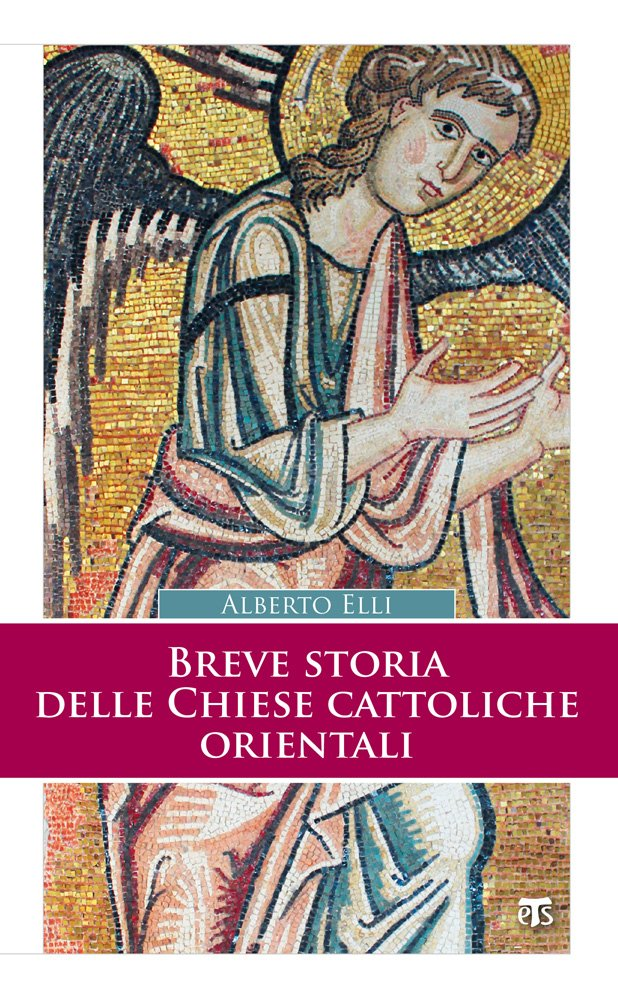 Alberto Elli
Breve storia
delle Chiese cattoliche
orientali
eTs